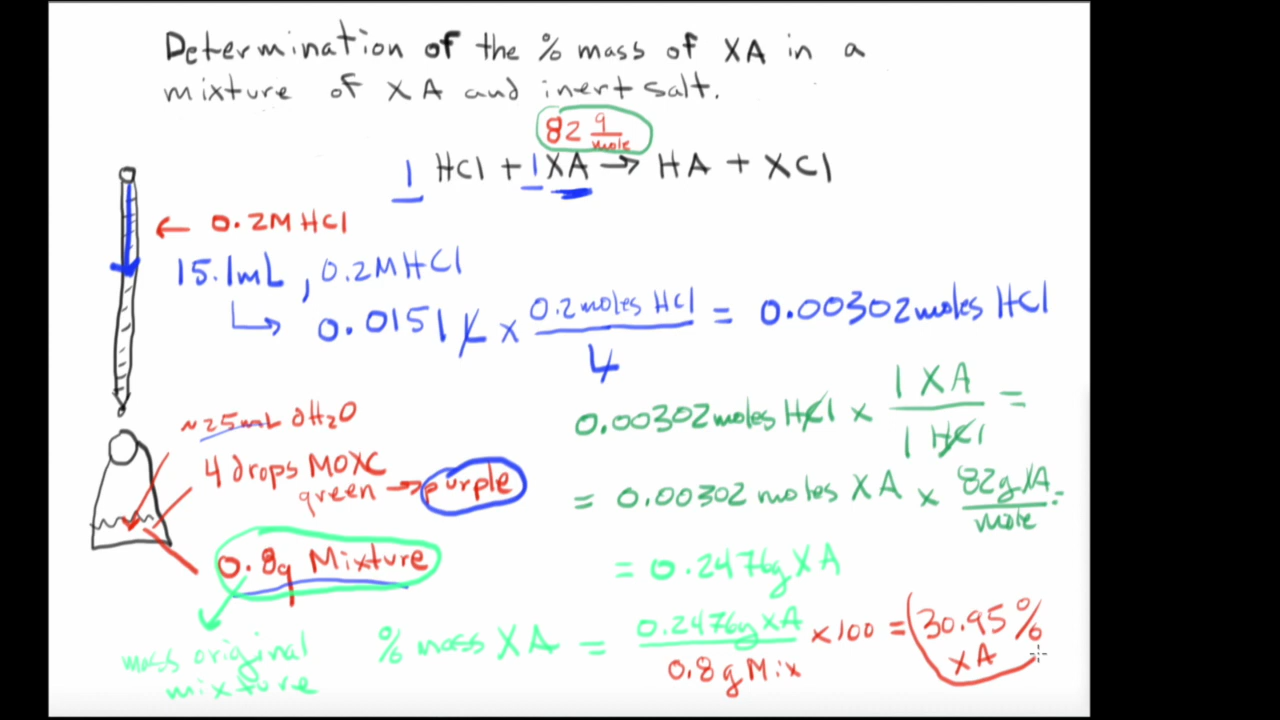 Determination of the % mass of XA in a
mixture of XA and inert salt.
82 g/mole
1 HCl + 1 XA → HA + XCl
← 0.2M HCl
15.1mL, 0.2M HCl
↳ 0.0151 L × 0.2 moles HCl / L = 0.00302 moles HCl
~25mL dH₂O
4 drops MOXC
green → purple
0.8g Mixture
mass original
mixture
0.00302 moles HCl × 1 XA / 1 HCl =
= 0.00302 moles XA × 82g XA / mole =
= 0.2476g XA
% mass XA = 0.2476g XA / 0.8 g Mix × 100 = 30.95 %
XA